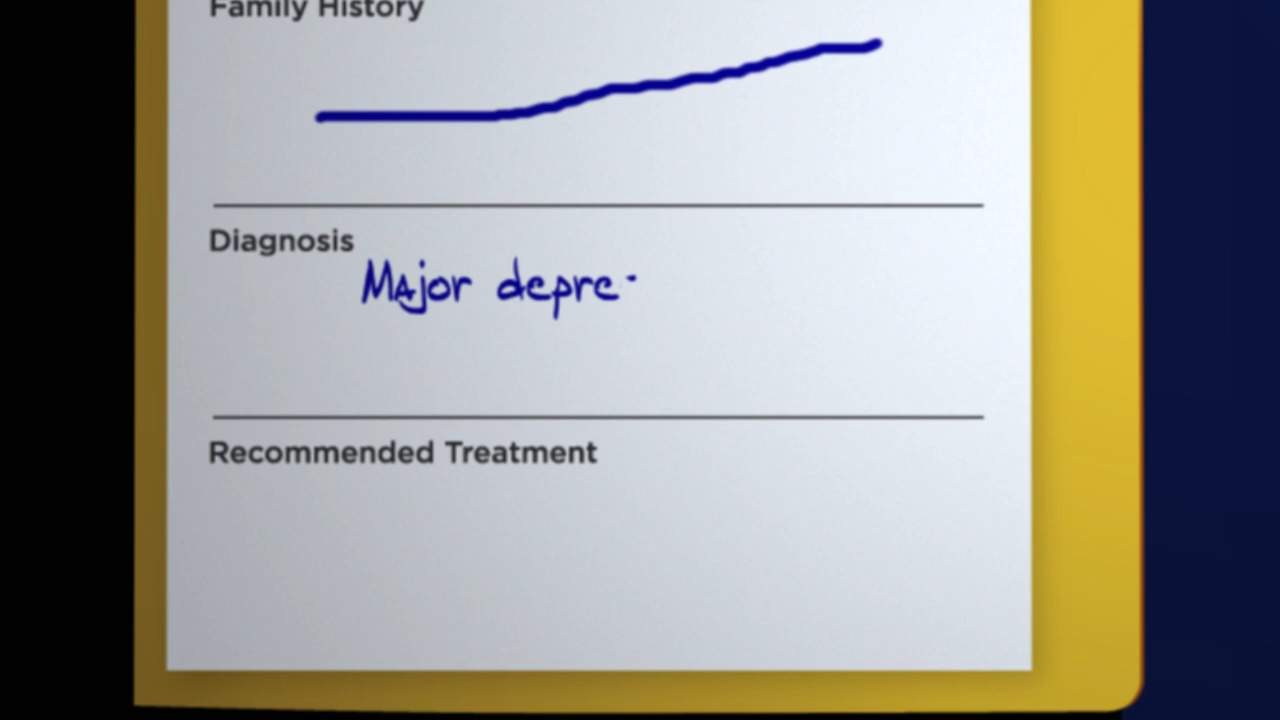 Family History
Diagnosis
Major depre
Recommended Treatment